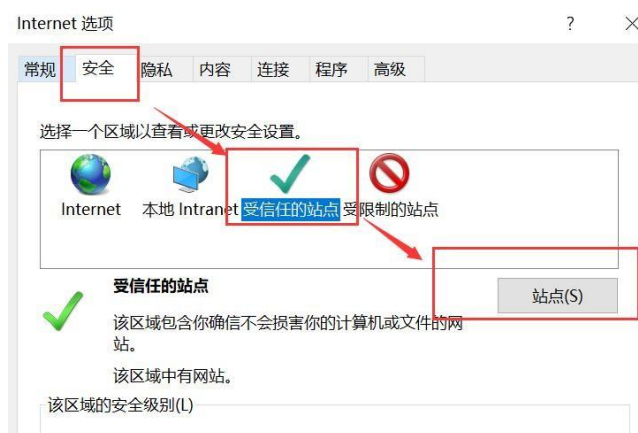 Internet 选项
?
×
常规 安全 隐私 内容 连接 程序 高级
选择一个区域以查看或更改安全设置。
Internet 本地 Intranet 受信任的站点 受限制的站点
受信任的站点
站点(S)
该区域包含你确信不会损害你的计算机或文件的网
站。
该区域中有网站。
该区域的安全级别(L)